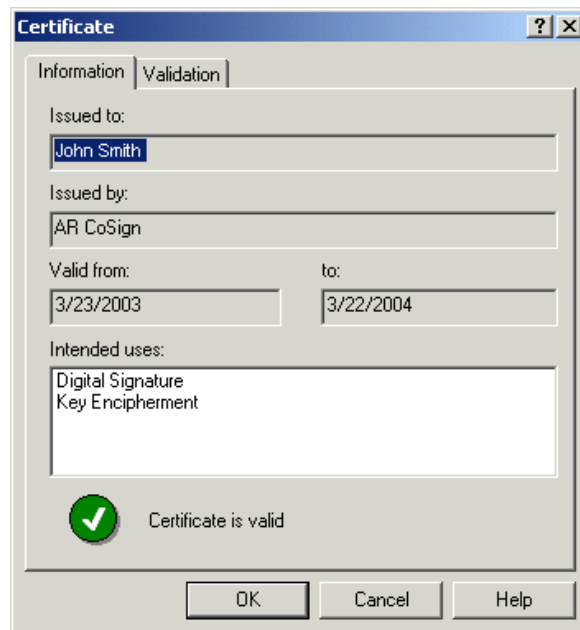 Certificate
Information Validation
Issued to:
John Smith
Issued by:
AR CoSign
Valid from: to:
3/23/2003 3/22/2004
Intended uses:
Digital Signature
Key Encipherment
Certificate is valid
OK Cancel Help